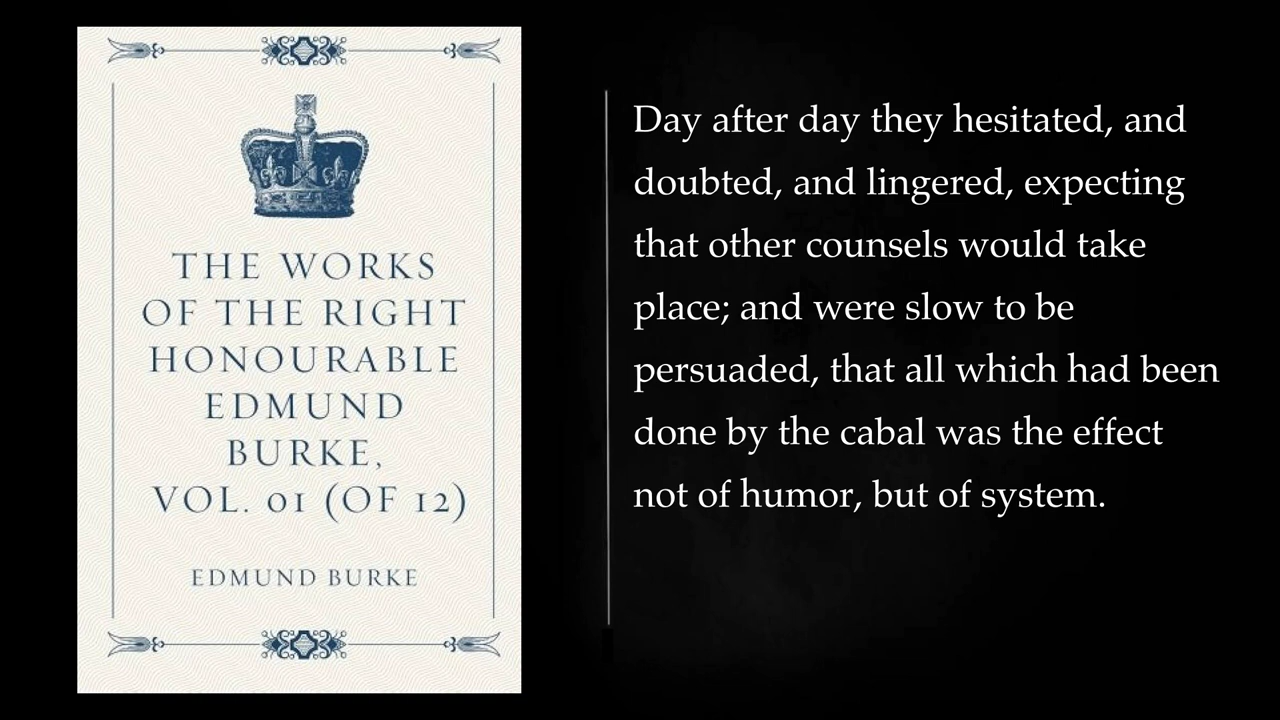 THE WORKS
OF THE RIGHT
HONOURABLE
EDMUND
BURKE,
VOL. 01 (OF 12)
EDMUND BURKE
Day after day they hesitated, and
doubted, and lingered, expecting
that other counsels would take
place; and were slow to be
persuaded, that all which had been
done by the cabal was the effect
not of humor, but of system.